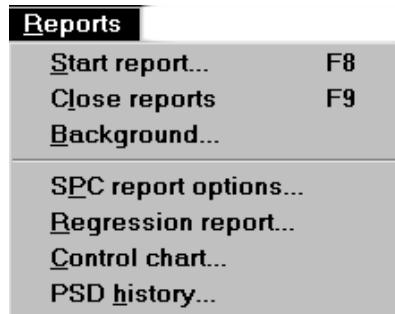 Reports
Start report... F8
Close reports F9
Background...
SPC report options...
Regression report...
Control chart...
PSD history...